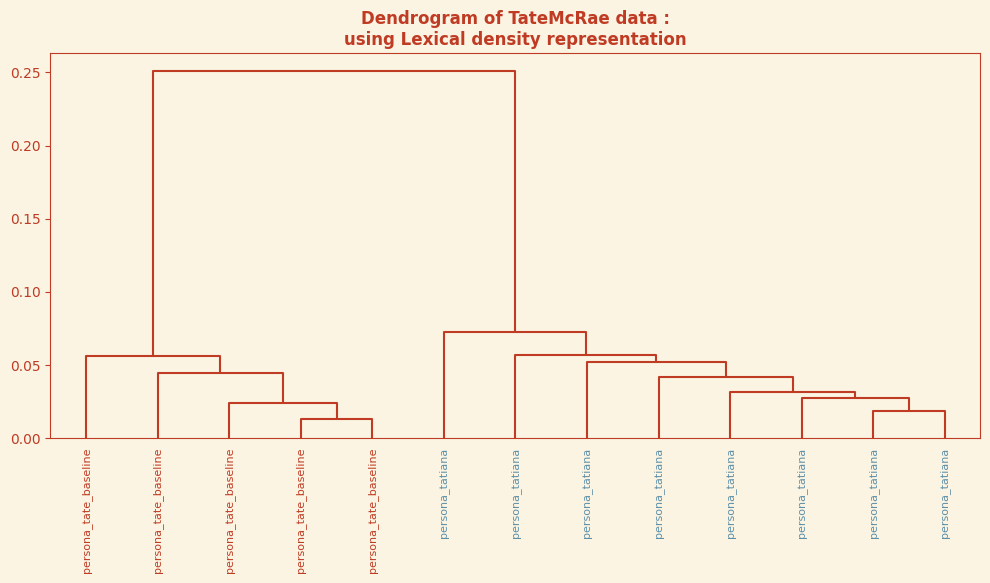 Dendrogram of TateMcRae data :
using Lexical density representation
0.25
0.20
0.15
0.10
0.05
0.00
persona_tate_baseline
persona_tate_baseline
persona_tate_baseline
persona_tate_baseline
persona_tate_baseline
persona_tatiana
persona_tatiana
persona_tatiana
persona_tatiana
persona_tatiana
persona_tatiana
persona_tatiana
persona_tatiana